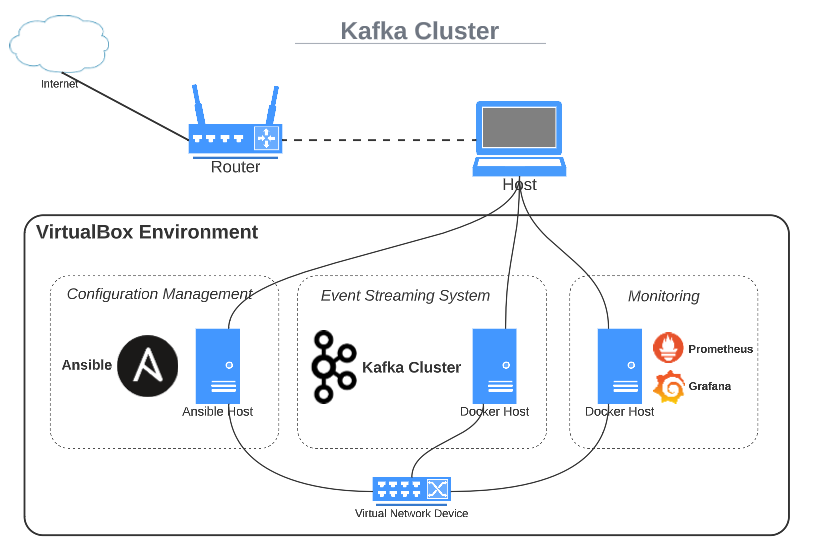 Kafka Cluster
Internet
Router
Host
VirtualBox Environment
Configuration Management
Event Streaming System
Monitoring
Ansible
Ansible Host
Kafka Cluster
Docker Host
Prometheus
Grafana
Docker Host
Virtual Network Device